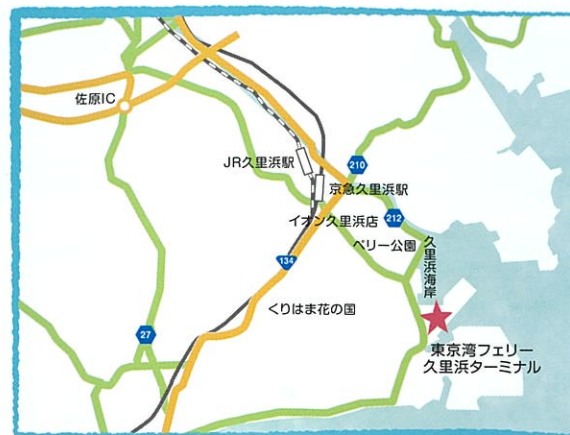 佐原IC
JR久里浜駅
210
京急久里浜駅
イオン久里浜店
212
ペリー公園
久里浜海岸
134
くりはま花の国
27
東京湾フェリー
久里浜ターミナル